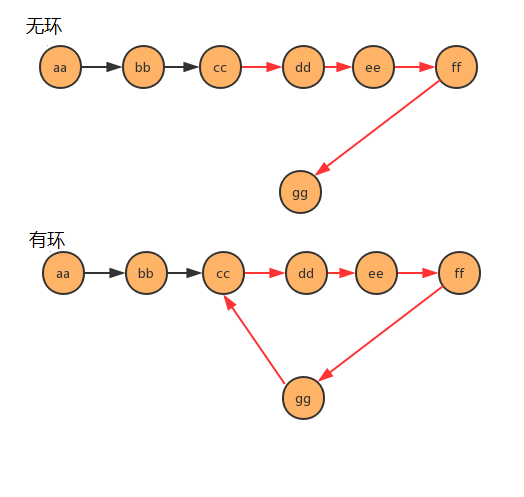 无环
aa bb cc dd ee ff
gg
有环
aa bb cc dd ee ff
gg